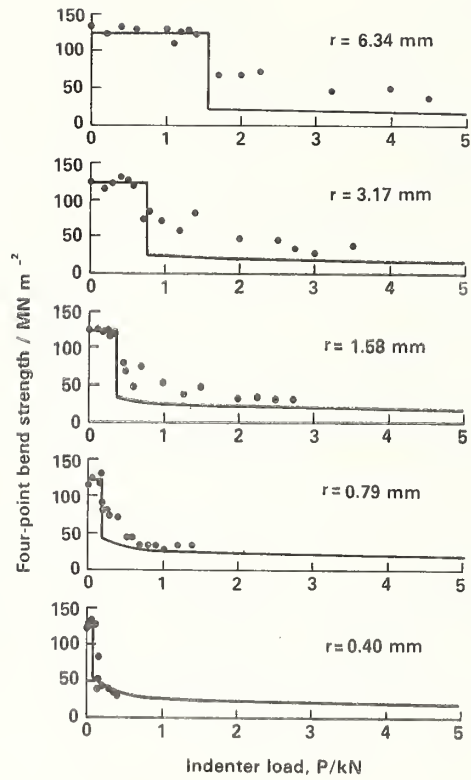 150
100
50
0
0 1 2 3 4 5
r = 6.34 mm
150
100
50
0
0 1 2 3 4 5
r = 3.17 mm
150
100
50
0
0 1 2 3 4 5
r = 1.58 mm
150
100
50
0
0 1 2 3 4 5
r = 0.79 mm
150
100
50
0
0 1 2 3 4 5
r = 0.40 mm
Four-point bend strength / MN m⁻²
Indenter load, P/kN